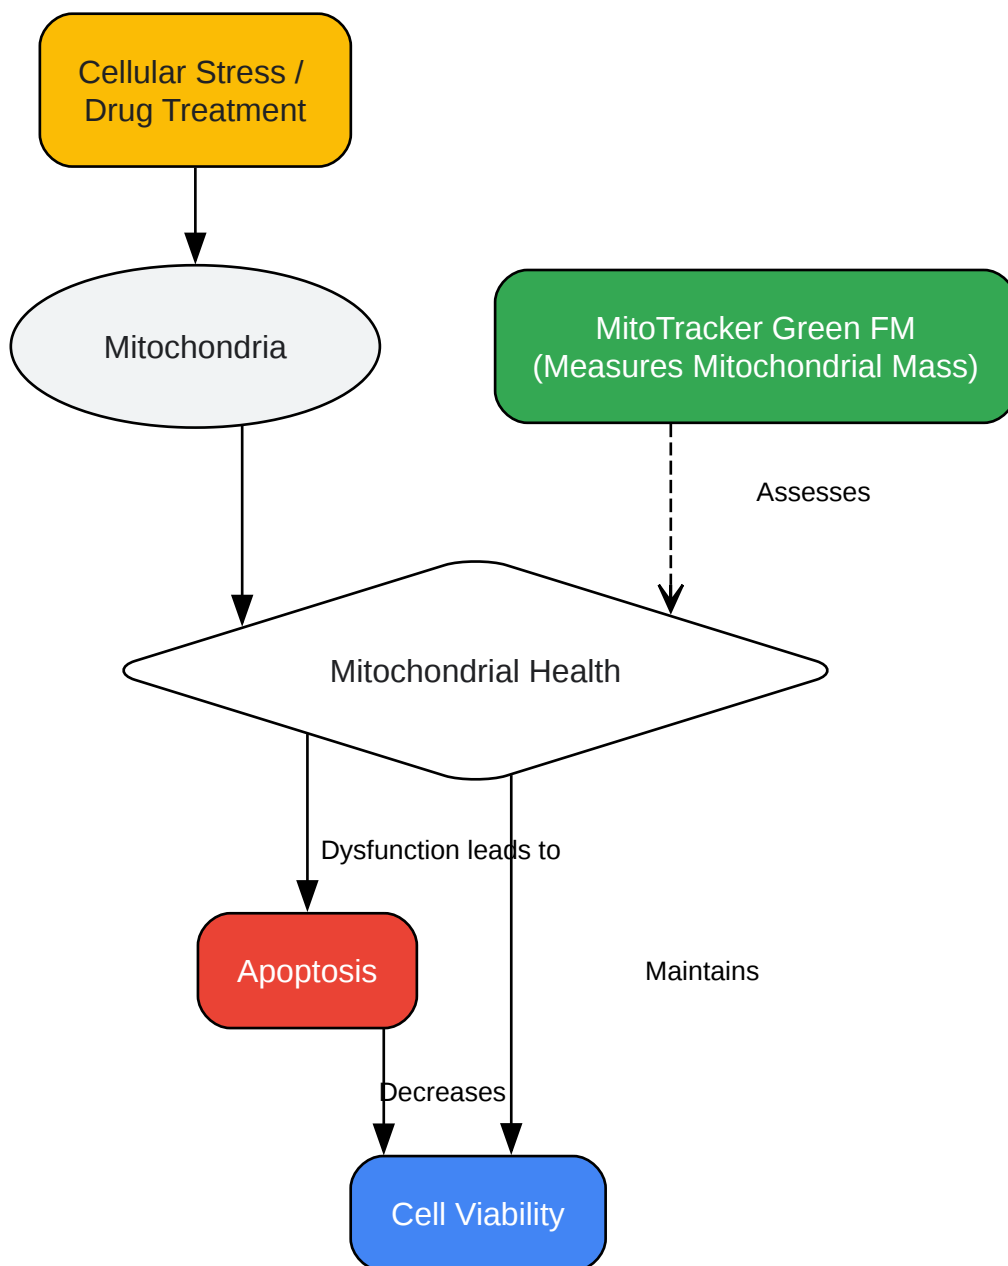 Cellular Stress /
Drug Treatment
Mitochondria
MitoTracker Green FM
(Measures Mitochondrial Mass)
Assesses
Mitochondrial Health
Dysfunction leads to
Apoptosis
Maintains
Decreases
Cell Viability